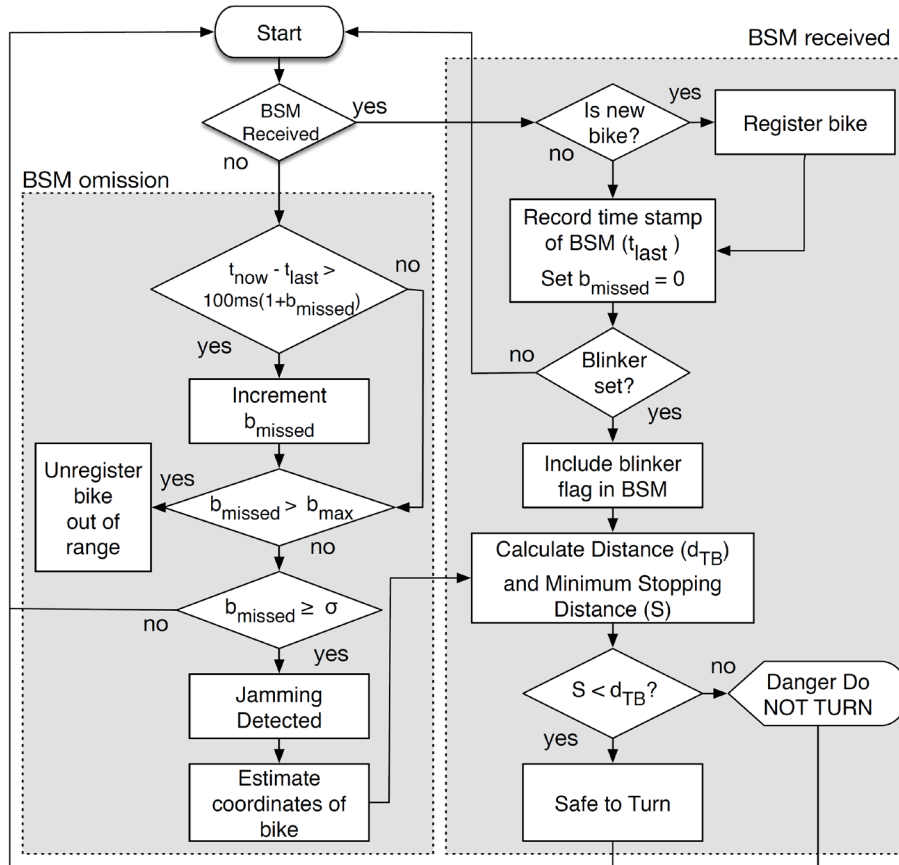 Start
BSM received
BSM
Received
yes
no
Is new
bike?
yes
no
Register bike
BSM omission
Record time stamp
of BSM (t_last)
Set b_missed = 0
t_now - t_last >
100ms(1+b_missed)
no
yes
Blinker
set?
no
yes
Increment
b_missed
Include blinker
flag in BSM
Unregister
bike
out of
range
yes
b_missed > b_max
no
Calculate Distance (d_TB)
and Minimum Stopping
Distance (S)
b_missed ≥ σ
no
yes
Jamming
Detected
S < d_TB?
no
yes
Danger Do
NOT TURN
Estimate
coordinates of
bike
Safe to Turn